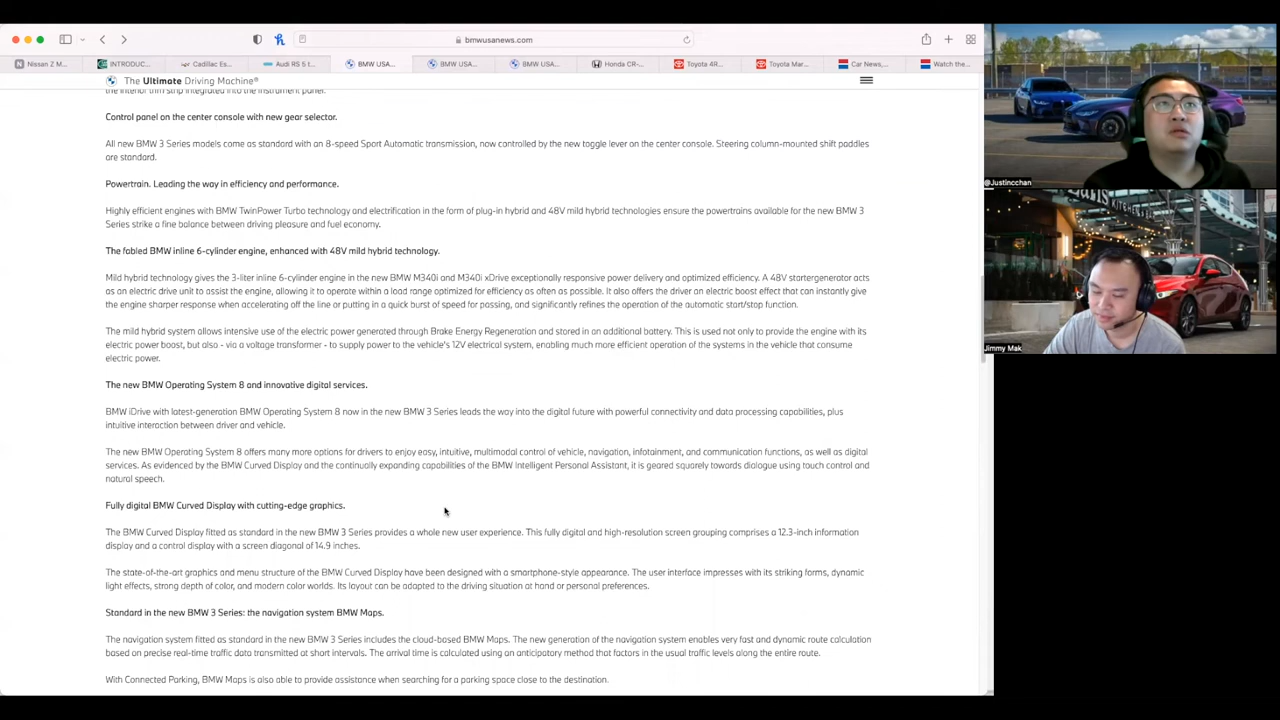 bmwusanews.com
Nissan Z M...
INTRODUC...
Cadillac Es...
Audi RS 5 t...
BMW USA...
BMW USA...
BMW USA...
Honda CR-...
Toyota 4R...
Toyota Mar...
Car News,...
Watch the...
The Ultimate Driving Machine®
the interior trim strip integrated into the instrument panel.
Control panel on the center console with new gear selector.
All new BMW 3 Series models come as standard with an 8-speed Sport Automatic transmission, now controlled by the new toggle lever on the center console. Steering column-mounted shift paddles
are standard.
Powertrain. Leading the way in efficiency and performance.
Highly efficient engines with BMW TwinPower Turbo technology and electrification in the form of plug-in hybrid and 48V mild hybrid technologies ensure the powertrains available for the new BMW 3
Series strike a fine balance between driving pleasure and fuel economy.
The fabled BMW inline 6-cylinder engine, enhanced with 48V mild hybrid technology.
Mild hybrid technology gives the 3-liter inline 6-cylinder engine in the new BMW M340i and M340i xDrive exceptionally responsive power delivery and optimized efficiency. A 48V startergenerator acts
as an electric drive unit to assist the engine, allowing it to operate within a load range optimized for efficiency as often as possible. It also offers the driver an electric boost effect that can instantly give
the engine sharper response when accelerating off the line or putting in a quick burst of speed for passing, and significantly refines the operation of the automatic start/stop function.
The mild hybrid system allows intensive use of the electric power generated through Brake Energy Regeneration and stored in an additional battery. This is used not only to provide the engine with its
electric power boost, but also - via a voltage transformer - to supply power to the vehicle's 12V electrical system, enabling much more efficient operation of the systems in the vehicle that consume
electric power.
The new BMW Operating System 8 and innovative digital services.
BMW iDrive with latest-generation BMW Operating System 8 now in the new BMW 3 Series leads the way into the digital future with powerful connectivity and data processing capabilities, plus
intuitive interaction between driver and vehicle.
The new BMW Operating System 8 offers many more options for drivers to enjoy easy, intuitive, multimodal control of vehicle, navigation, infotainment, and communication functions, as well as digital
services. As evidenced by the BMW Curved Display and the continually expanding capabilities of the BMW Intelligent Personal Assistant, it is geared squarely towards dialogue using touch control and
natural speech.
Fully digital BMW Curved Display with cutting-edge graphics.
The BMW Curved Display fitted as standard in the new BMW 3 Series provides a whole new user experience. This fully digital and high-resolution screen grouping comprises a 12.3-inch information
display and a control display with a screen diagonal of 14.9 inches.
The state-of-the-art graphics and menu structure of the BMW Curved Display have been designed with a smartphone-style appearance. The user interface impresses with its striking forms, dynamic
light effects, strong depth of color, and modern color worlds. Its layout can be adapted to the driving situation at hand or personal preferences.
Standard in the new BMW 3 Series: the navigation system BMW Maps.
The navigation system fitted as standard in the new BMW 3 Series includes the cloud-based BMW Maps. The new generation of the navigation system enables very fast and dynamic route calculation
based on precise real-time traffic data transmitted at short intervals. The arrival time is calculated using an anticipatory method that factors in the usual traffic levels along the entire route.
With Connected Parking, BMW Maps is also able to provide assistance when searching for a parking space close to the destination.
@Justincchan
KITCHEN
Jimmy Mak